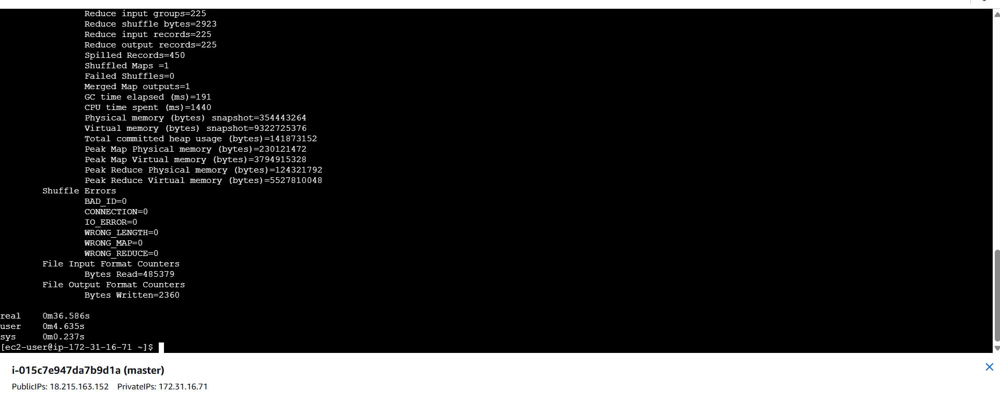 Reduce input groups=225
Reduce shuffle bytes=2923
Reduce input records=225
Reduce output records=225
Spilled Records=450
Shuffled Maps =1
Failed Shuffles=0
Merged Map outputs=1
GC time elapsed (ms)=191
CPU time spent (ms)=1440
Physical memory (bytes) snapshot=354443264
Virtual memory (bytes) snapshot=9322725376
Total committed heap usage (bytes)=141873152
Peak Map Physical memory (bytes)=230121472
Peak Map Virtual memory (bytes)=3794915328
Peak Reduce Physical memory (bytes)=124321792
Peak Reduce Virtual memory (bytes)=5527810048
Shuffle Errors
BAD_ID=0
CONNECTION=0
IO_ERROR=0
WRONG_LENGTH=0
WRONG_MAP=0
WRONG_REDUCE=0
File Input Format Counters
Bytes Read=485379
File Output Format Counters
Bytes Written=2360
real 0m36.586s
user 0m4.635s
sys 0m0.237s
[ec2-user@ip-172-31-16-71 ~]$
i-015c7e947da7b9d1a (master)
PublicIPs: 18.215.163.152 PrivateIPs: 172.31.16.71